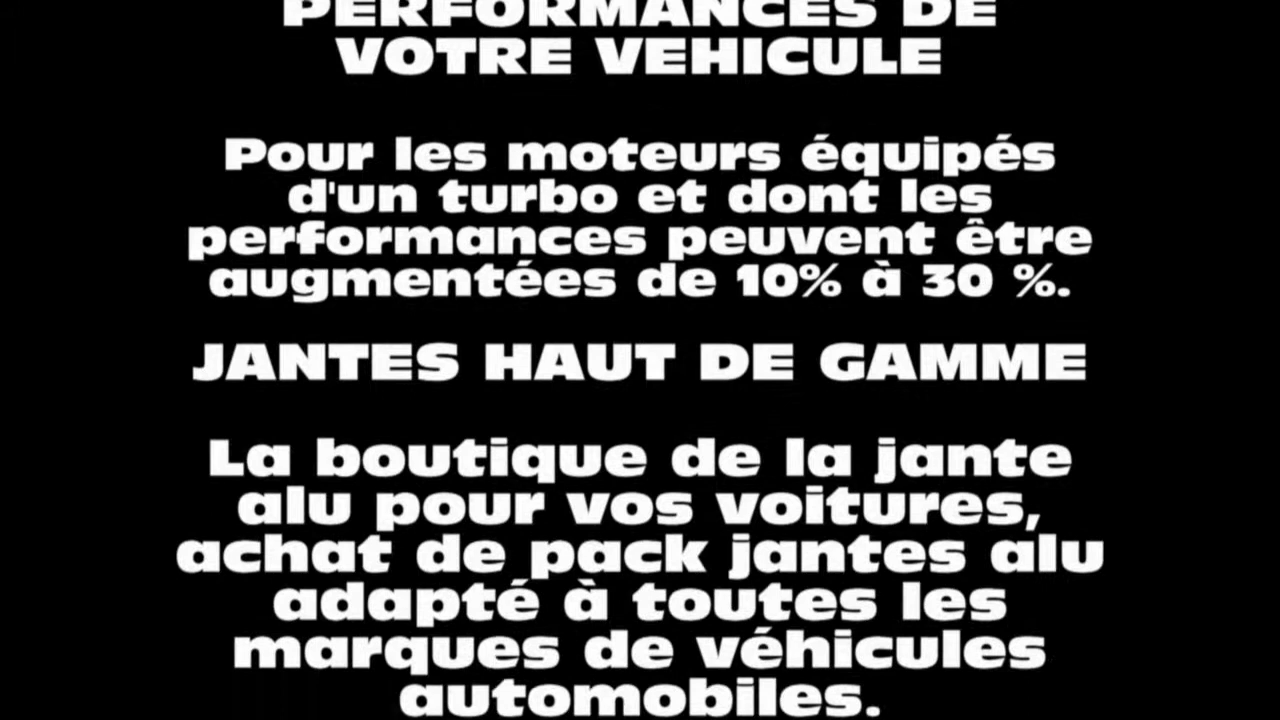 PERFORMANCES DE
VOTRE VEHICULE
Pour les moteurs équipés
d'un turbo et dont les
performances peuvent être
augmentées de 10% à 30 %.
JANTES HAUT DE GAMME
La boutique de la jante
alu pour vos voitures,
achat de pack jantes alu
adapté à toutes les
marques de véhicules
automobiles.